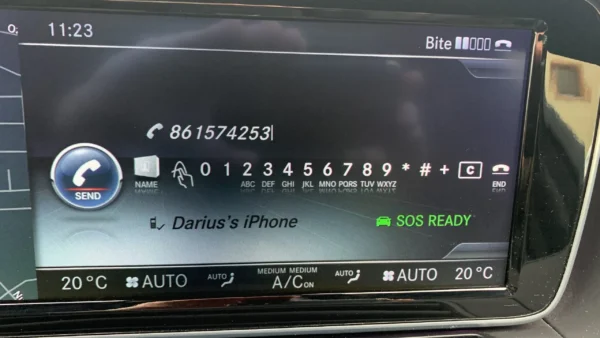 11:23
Bite
861574253
SEND
NAME
0 1 2 3 4 5 6 7 8 9 * # + C
ABC DEF GHI JKL MNO PQRS TUV WXYZ
END
Darius's iPhone
SOS READY
20 °C AUTO AUTO MEDIUM MEDIUM AUTO AUTO 20 °C
A/C ON